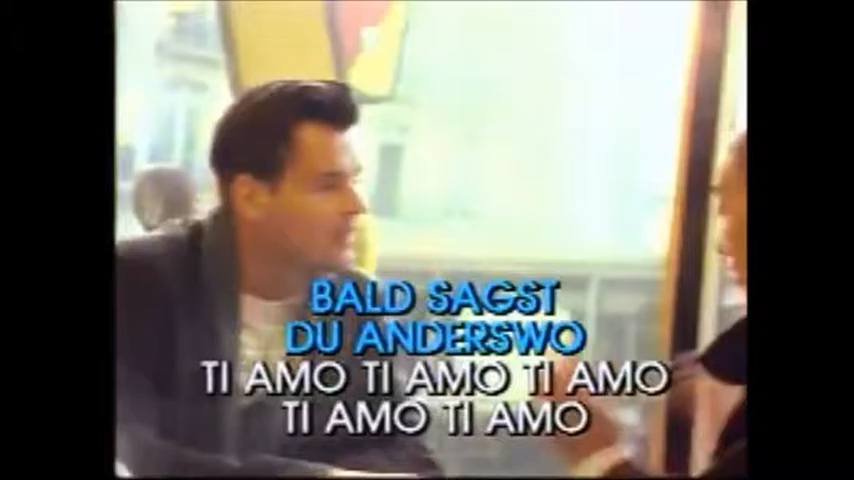 BALD SAGST
DU ANDERSWO
TI AMO TI AMO TI AMO
TI AMO TI AMO